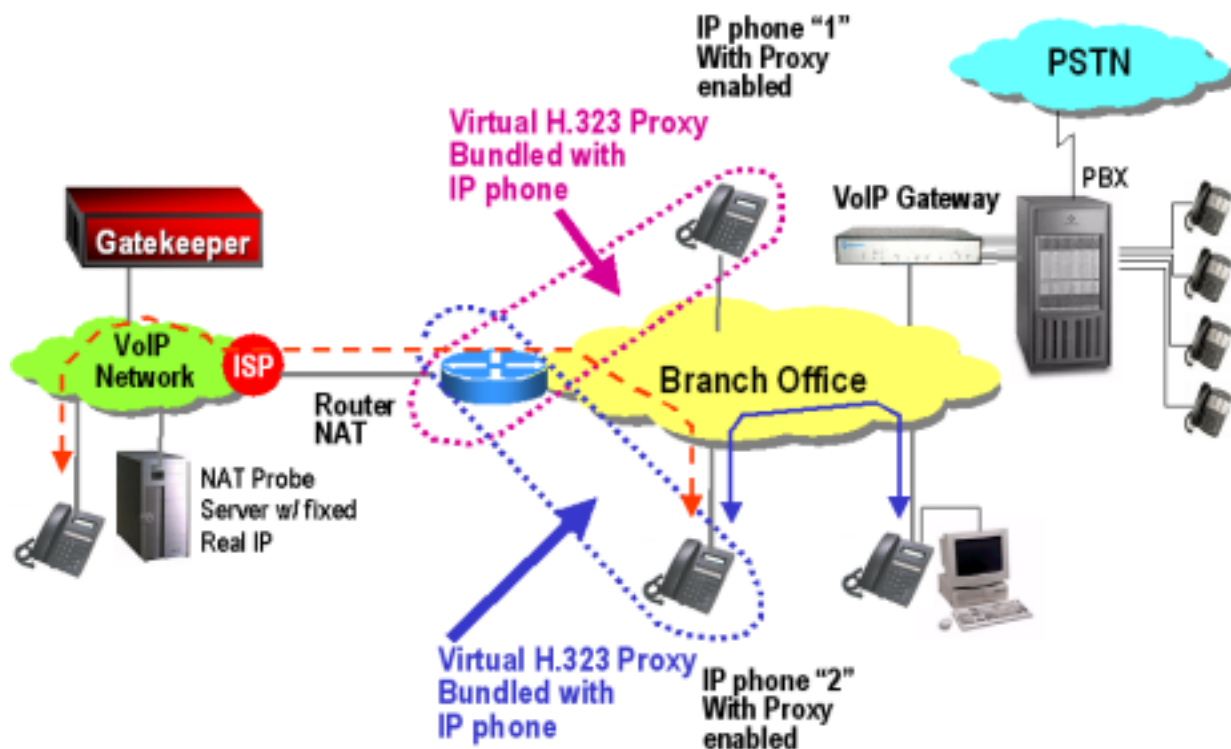 IP phone “1”
With Proxy
enabled
PSTN
Virtual H.323 Proxy
Bundled with
IP phone
PBX
VoIP Gateway
Gatekeeper
VoIP
Network
ISP
Branch Office
Router
NAT
NAT Probe
Server w/ fixed
Real IP
Virtual H.323 Proxy
Bundled with
IP phone
IP phone “2”
With Proxy
enabled